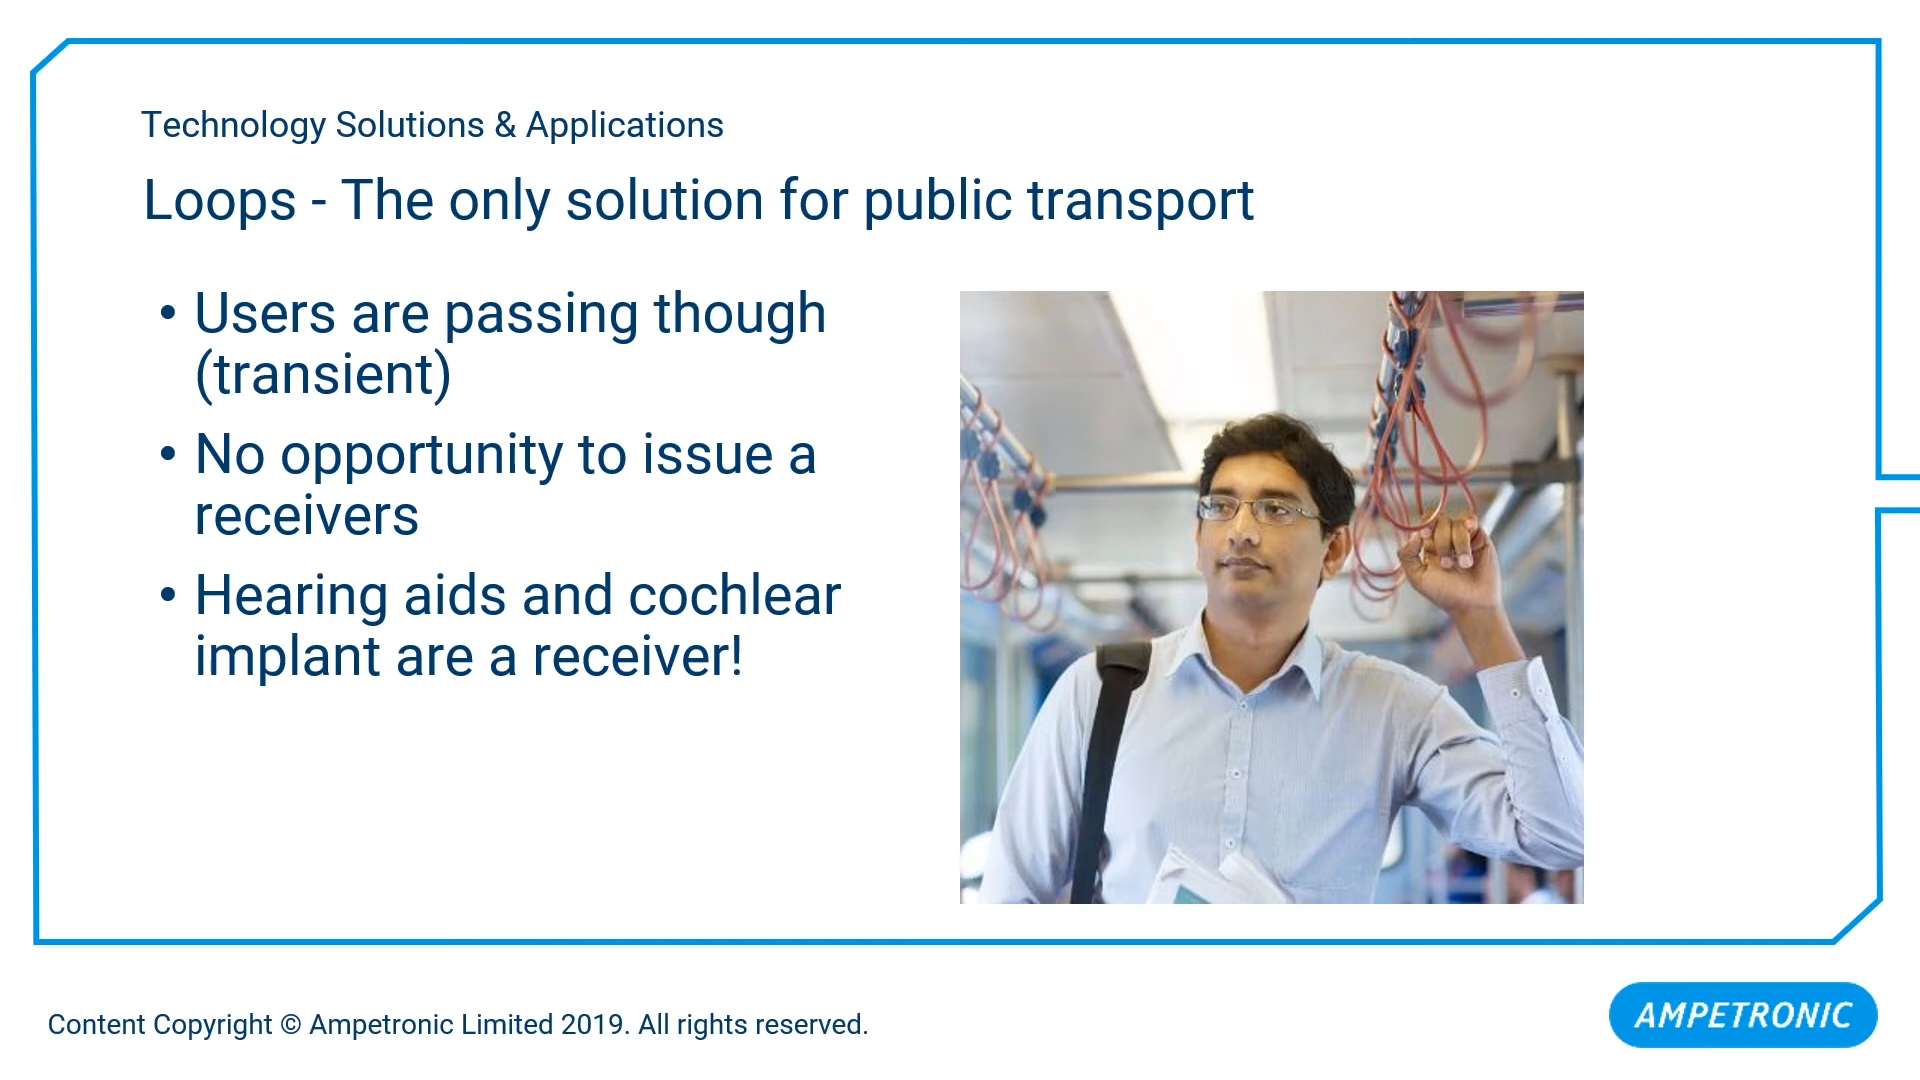 Technology Solutions & Applications
Loops - The only solution for public transport
• Users are passing though
(transient)
• No opportunity to issue a
receivers
• Hearing aids and cochlear
implant are a receiver!
Content Copyright © Ampetronic Limited 2019. All rights reserved.
AMPETRONIC